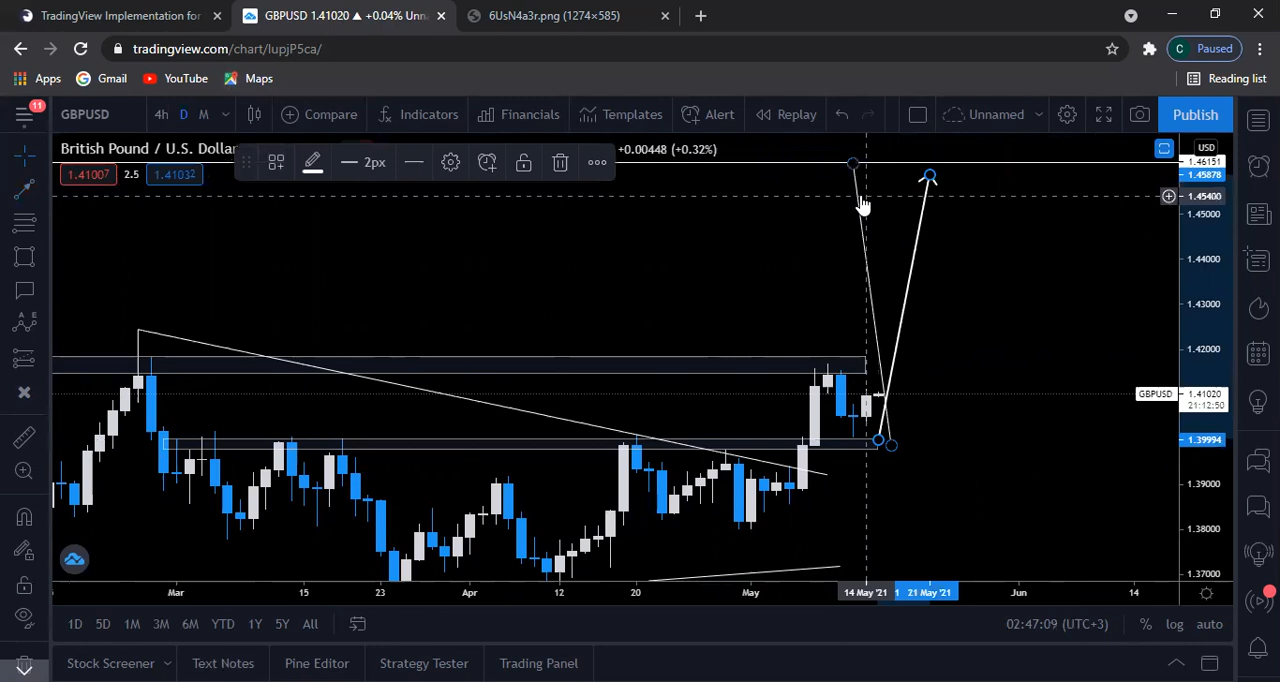 TradingView Implementation for
GBPUSD 1.41020 ▲ +0.04% Unna
6UsN4a3r.png (1274×585)
tradingview.com/chart/lupjP5ca/
C Paused
Apps
Gmail
YouTube
Maps
Reading list
11
GBPUSD
4h D M
Compare
Indicators
Financials
Templates
Alert
Replay
Unnamed
Publish
British Pound / U.S. Dollar
+0.00448 (+0.32%)
USD
2px
1.41007
2.5
1.41032
1.46151
1.45878
1.45400
1.45000
1.44000
1.43000
1.42000
GBPUSD
1.41020
21:12:50
1.39994
1.39000
1.38000
1.37000
Mar 15 23 Apr 12 20 May 14 May '21 21 May '21 Jun 14
1D 5D 1M 3M 6M YTD 1Y 5Y All
02:47:09 (UTC+3)
% log auto
Stock Screener
Text Notes
Pine Editor
Strategy Tester
Trading Panel